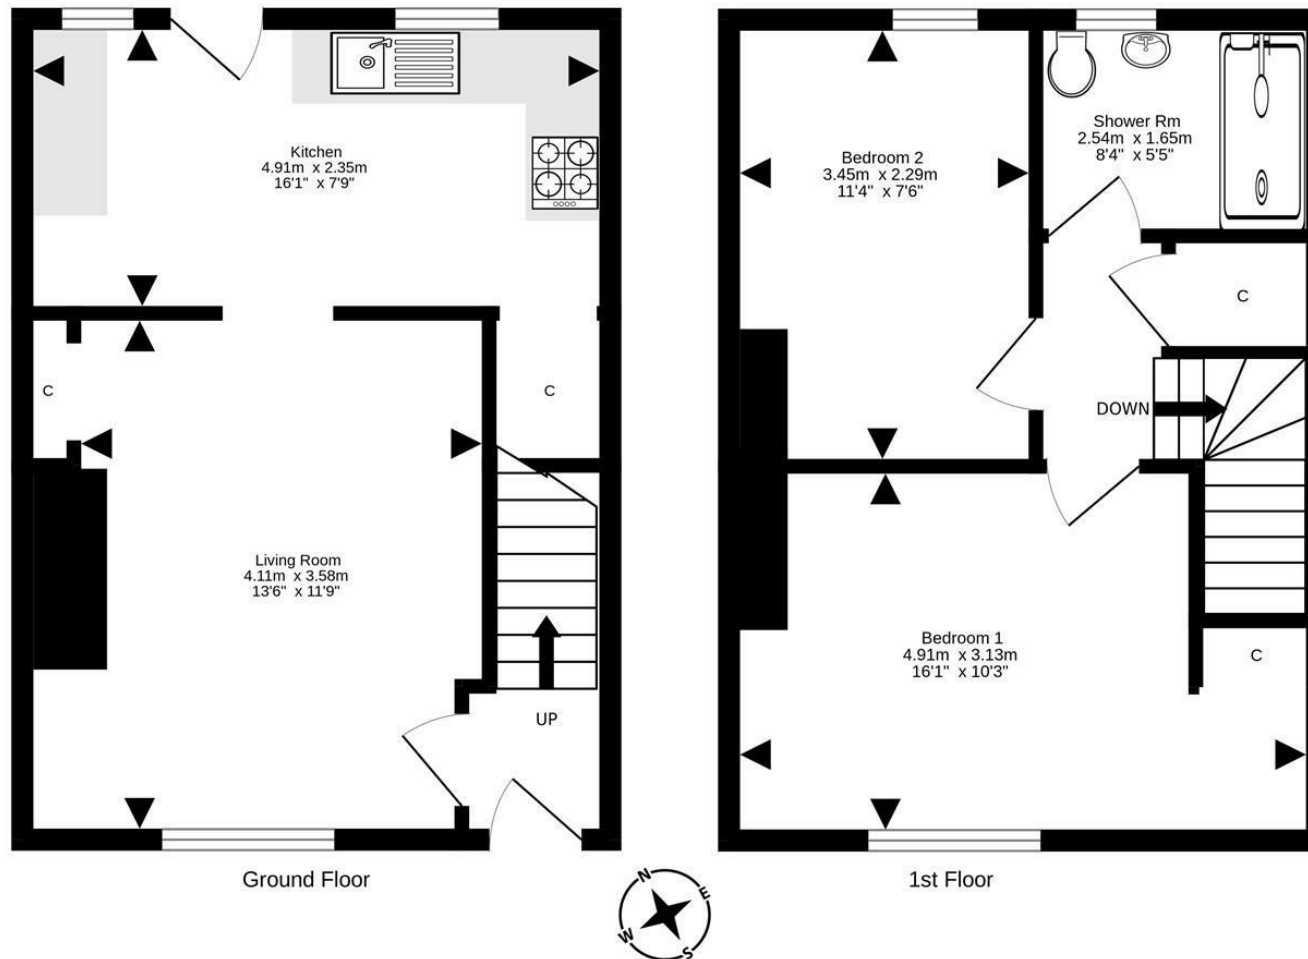 Kitchen
4.91m x 2.35m
16'1" x 7'9"
C
C
Living Room
4.11m x 3.58m
13'6" x 11'9"
UP
Ground Floor
Bedroom 2
3.45m x 2.29m
11'4" x 7'6"
Shower Rm
2.54m x 1.65m
8'4" x 5'5"
C
DOWN
Bedroom 1
4.91m x 3.13m
16'1" x 10'3"
C
1st Floor
N
E
W
S